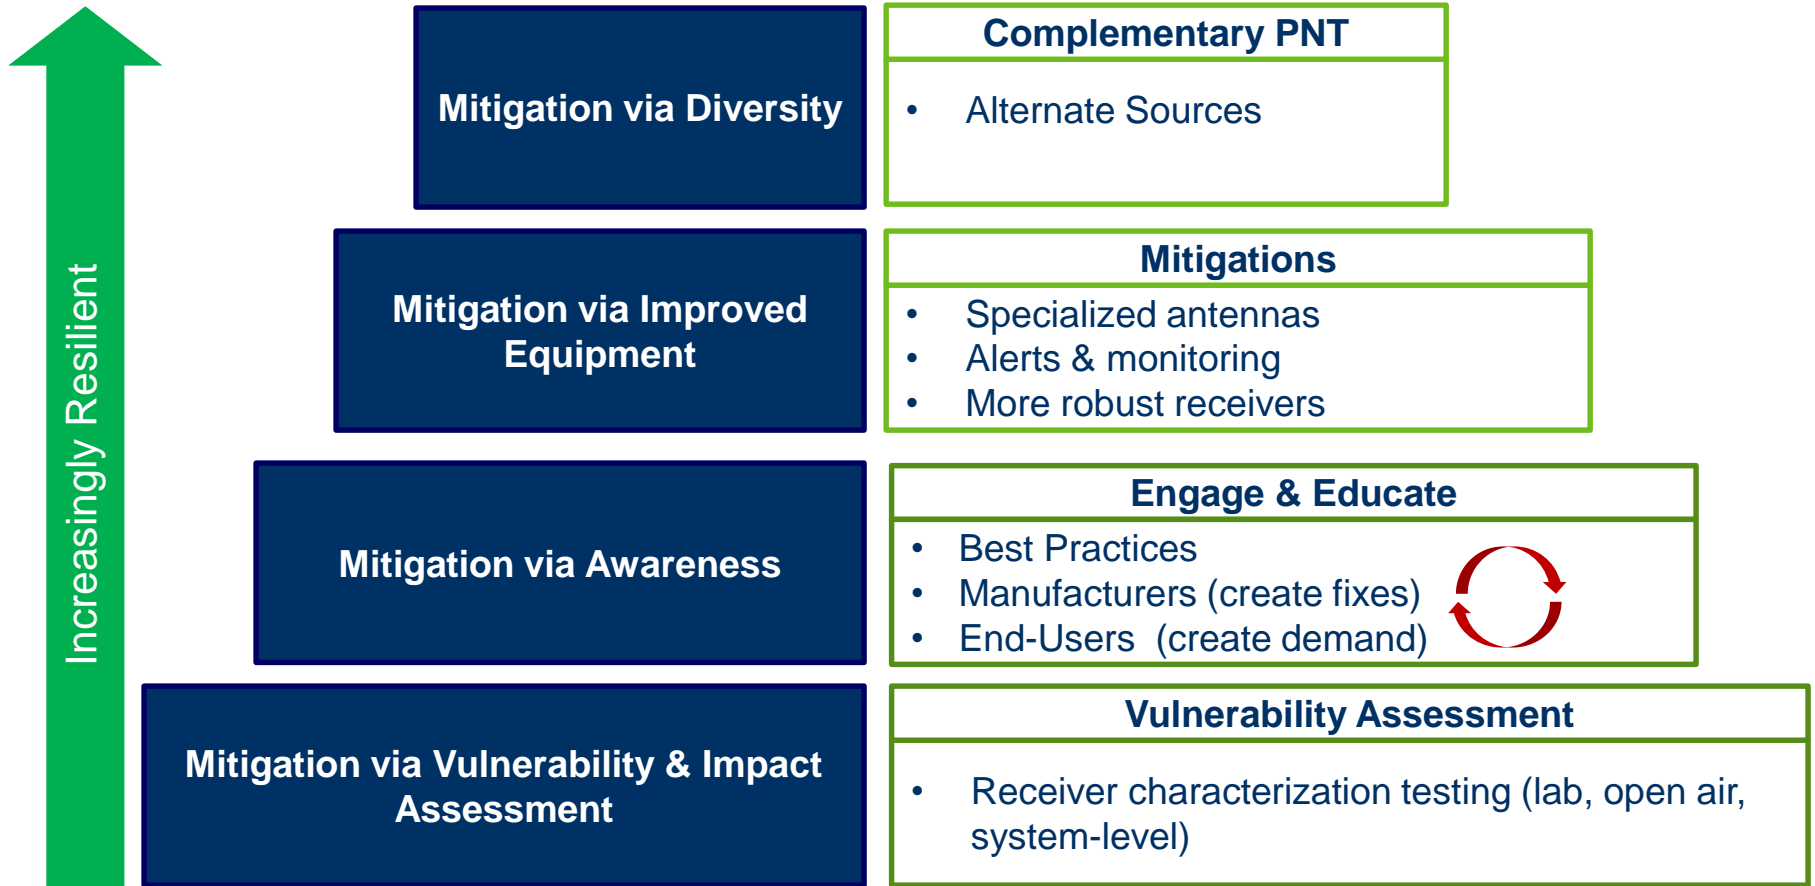 Increasingly Resilient
Mitigation via Diversity
Complementary PNT
• Alternate Sources
Mitigation via Improved
Equipment
Mitigations
• Specialized antennas
• Alerts & monitoring
• More robust receivers
Mitigation via Awareness
Engage & Educate
• Best Practices
• Manufacturers (create fixes)
• End-Users (create demand)
Mitigation via Vulnerability & Impact
Assessment
Vulnerability Assessment
• Receiver characterization testing (lab, open air,
system-level)